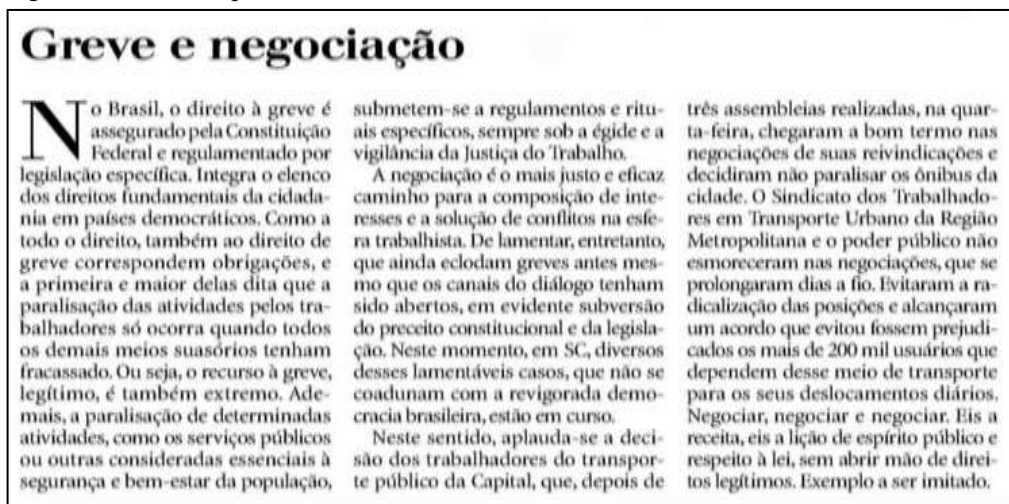 Greve e negociação
No Brasil, o direito à greve é
assegurado pela Constituição
Federal e regulamentado por
legislação específica. Integra o elenco
dos direitos fundamentais da cidada-
nia em países democráticos. Como a
todo o direito, também ao direito de
greve correspondem obrigações, e
a primeira e maior delas dita que a
paralisação das atividades pelos tra-
balhadores só ocorra quando todos
os demais meios suasórios tenham
fracassado. Ou seja, o recurso à greve,
legítimo, é também extremo. Ade-
mais, a paralisação de determinadas
atividades, como os serviços públicos
ou outras consideradas essenciais à
segurança e bem-estar da população,
submetem-se a regulamentos e ritu-
ais específicos, sempre sob a égide e a
vigilância da Justiça do Trabalho.
A negociação é o mais justo e eficaz
caminho para a composição de inte-
resses e a solução de conflitos na esfe-
ra trabalhista. De lamentar, entretanto,
que ainda eclodam greves antes mes-
mo que os canais do diálogo tenham
sido abertos, em evidente subversão
do preceito constitucional e da legisla-
ção. Neste momento, em SC, diversos
desses lamentáveis casos, que não se
coadunam com a revigorada demo-
cracia brasileira, estão em curso.
Neste sentido, aplauda-se a deci-
são dos trabalhadores do transpor-
te público da Capital, que, depois de
três assembleias realizadas, na quar-
ta-feira, chegaram a bom termo nas
negociações de suas reivindicações e
decidiram não paralisar os ônibus da
cidade. O Sindicato dos Trabalhado-
res em Transporte Urbano da Região
Metropolitana e o poder público não
esmoreceram nas negociações, que se
prolongaram dias a fio. Evitaram a ra-
dicalização das posições e alcançaram
um acordo que evitou fossem prejudi-
cados os mais de 200 mil usuários que
dependem desse meio de transporte
para os seus deslocamentos diários.
Negociar, negociar e negociar. Eis a
receita, eis a lição de espírito público e
respeito à lei, sem abrir mão de direi-
tos legítimos. Exemplo a ser imitado.